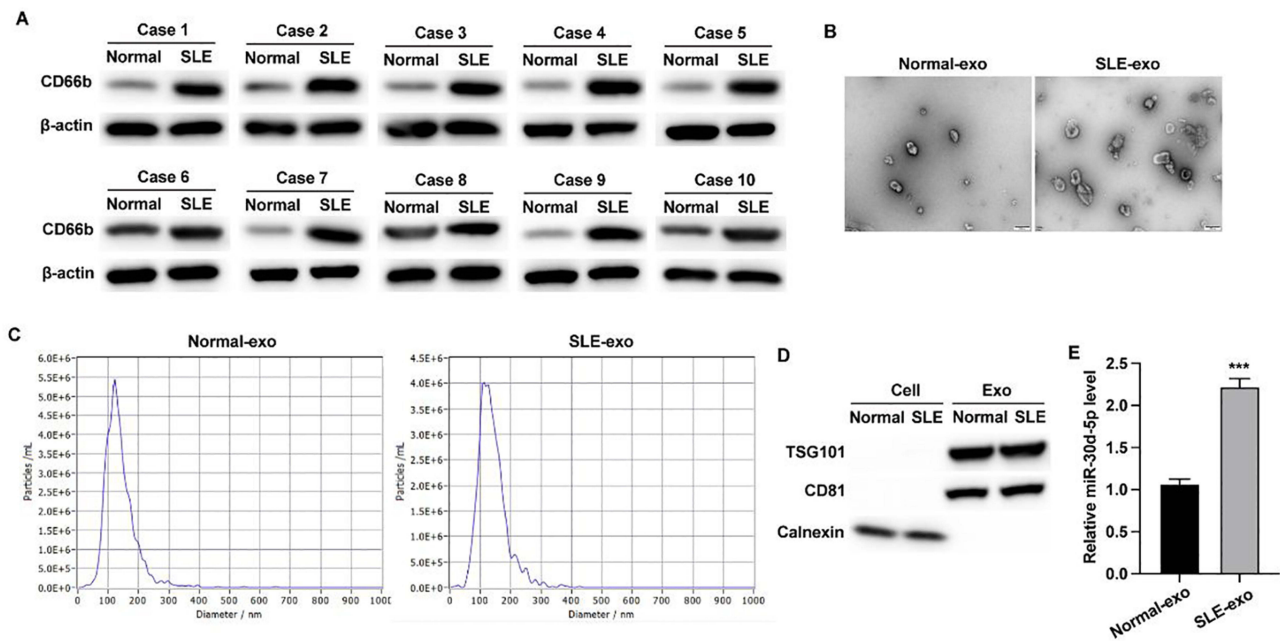 A
Case 1 Case 2 Case 3 Case 4 Case 5
Normal SLE Normal SLE Normal SLE Normal SLE Normal SLE
CD66b
β-actin
Case 6 Case 7 Case 8 Case 9 Case 10
Normal SLE Normal SLE Normal SLE Normal SLE Normal SLE
CD66b
β-actin
B
Normal-exo SLE-exo
C
Normal-exo
Particles /mL
6.0E+6
5.5E+6
5.0E+6
4.5E+6
4.0E+6
3.5E+6
3.0E+6
2.5E+6
2.0E+6
1.5E+6
1.0E+6
5.0E+5
0.0E+0
0 100 200 300 400 500 600 700 800 900 100
Diameter / nm
SLE-exo
Particles /mL
4.5E+6
4.0E+6
3.5E+6
3.0E+6
2.5E+6
2.0E+6
1.5E+6
1.0E+6
5.0E+5
0.0E+0
0 100 200 300 400 500 600 700 800 900 1000
Diameter / nm
D
Cell Exo
Normal SLE Normal SLE
TSG101
CD81
Calnexin
E
Relative miR-30d-5p level
2.5
2.0
1.5
1.0
0.5
0.0
***
Normal-exo
SLE-exo